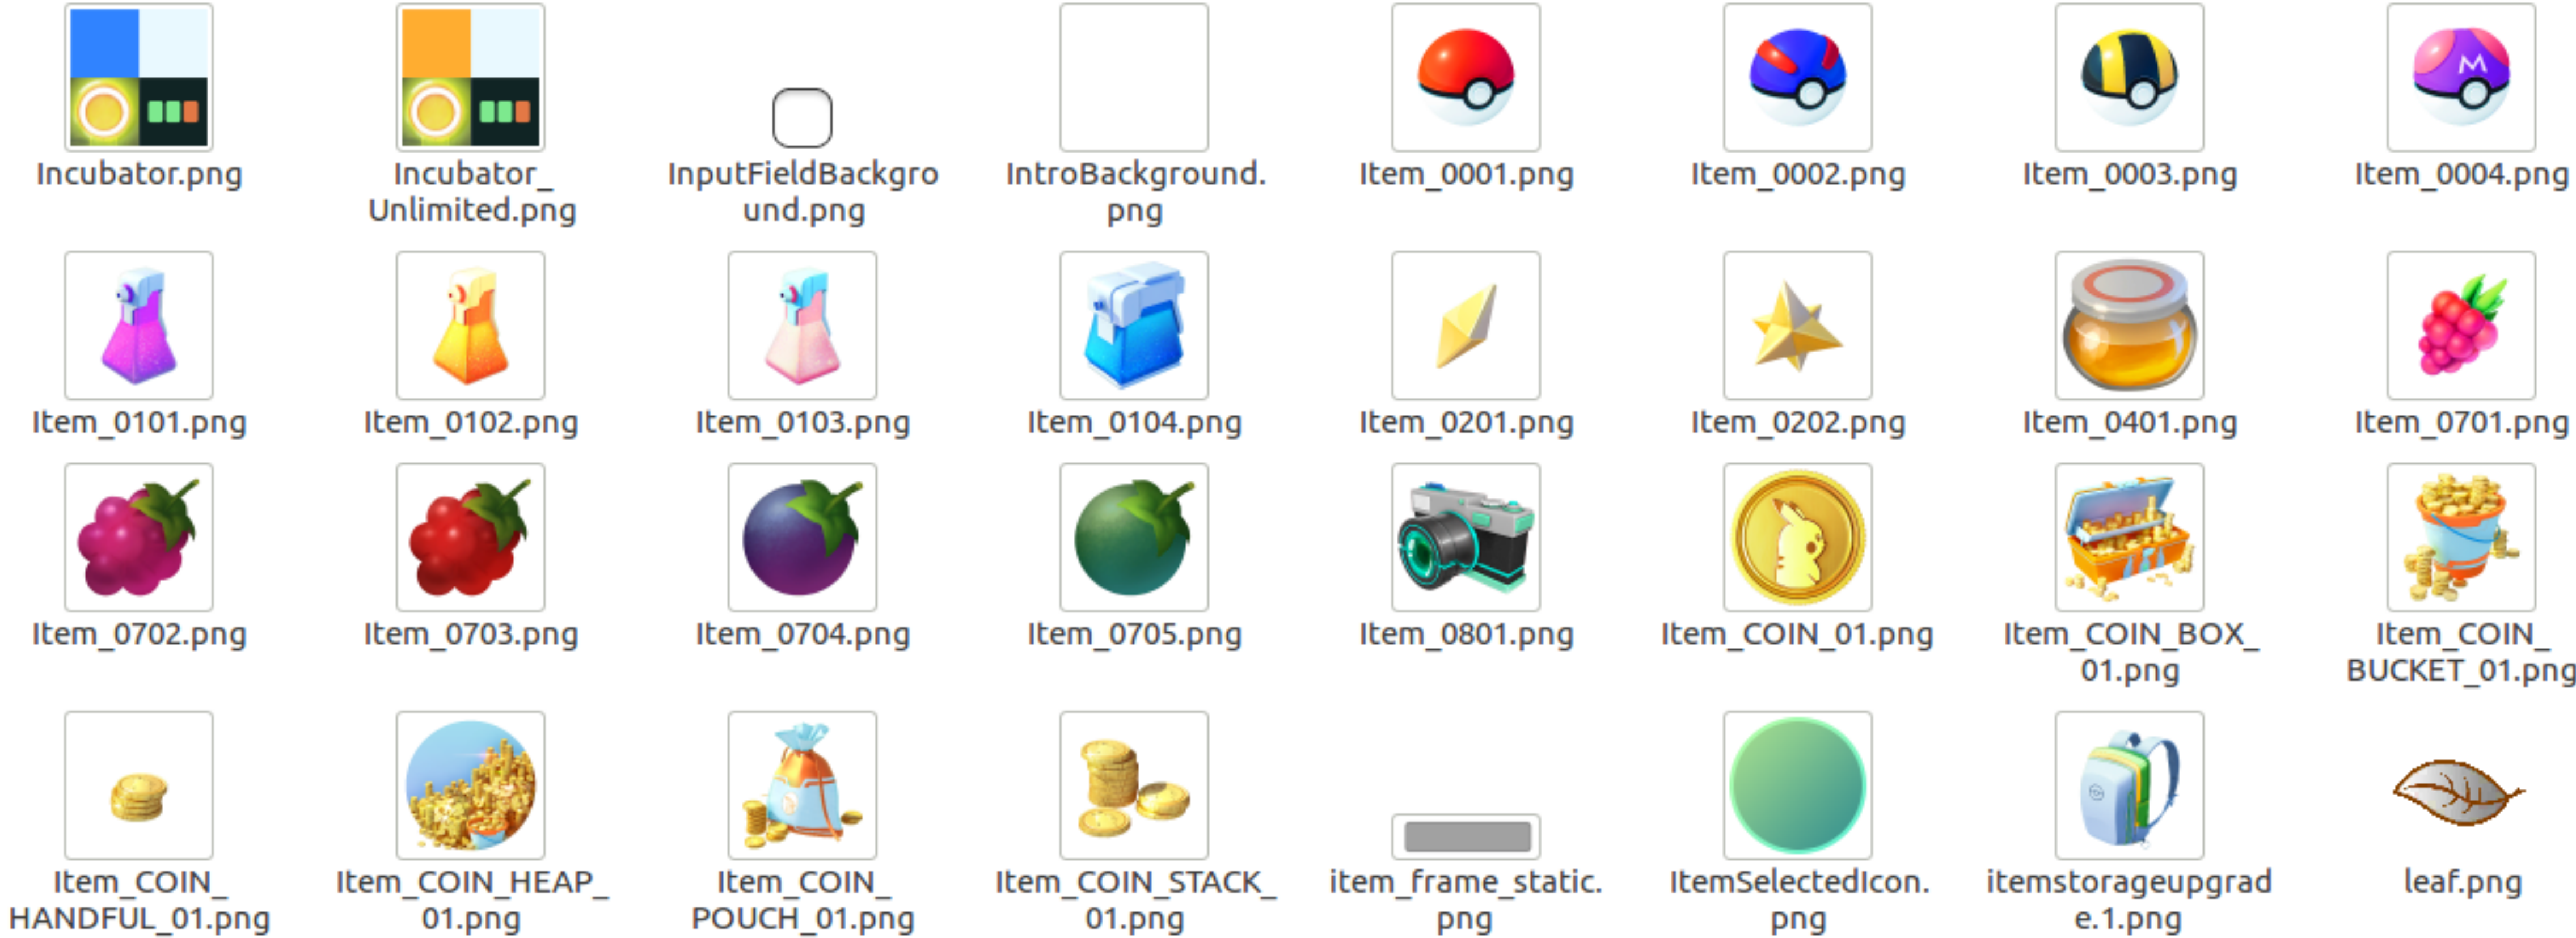 Incubator.png
Incubator_
Unlimited.png
InputFieldBackgro
und.png
IntroBackground.
png
Item_0001.png
Item_0002.png
Item_0003.png
M
Item_0004.png
Item_0101.png
Item_0102.png
Item_0103.png
Item_0104.png
Item_0201.png
Item_0202.png
Item_0401.png
Item_0701.png
Item_0702.png
Item_0703.png
Item_0704.png
Item_0705.png
Item_0801.png
Item_COIN_01.png
Item_COIN_BOX_
01.png
Item_COIN_
BUCKET_01.png
Item_COIN_
HANDFUL_01.png
Item_COIN_HEAP_
01.png
Item_COIN_
POUCH_01.png
Item_COIN_STACK_
01.png
item_frame_static.
png
ItemSelectedIcon.
png
itemstorageupgrad
e.1.png
leaf.png